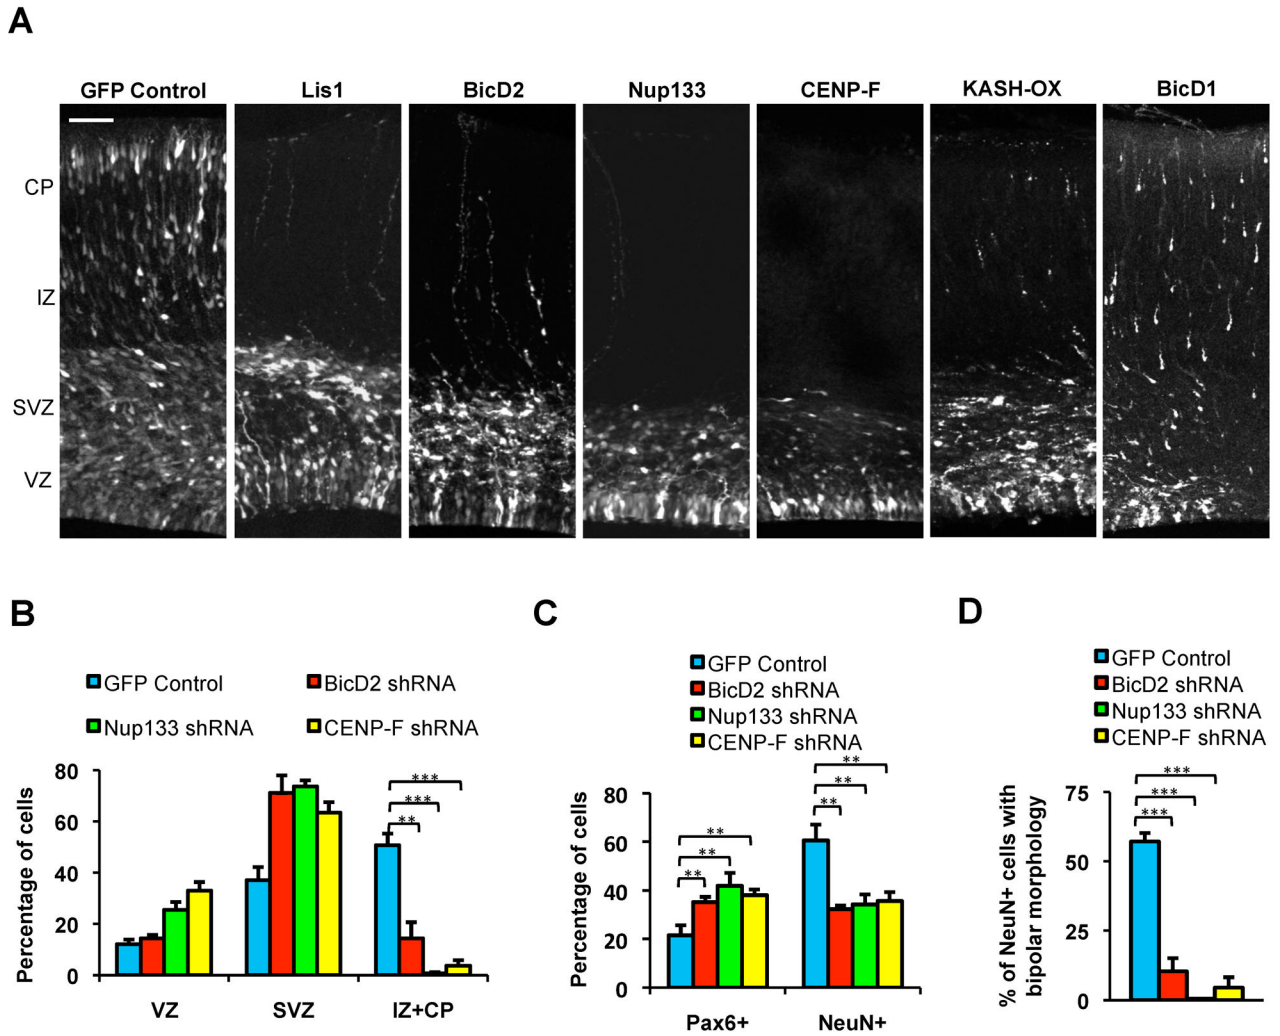 A
GFP Control Lis1 BicD2 Nup133 CENP-F KASH-OX BicD1
CP
IZ
SVZ
VZ
B
GFP Control BicD2 shRNA
Nup133 shRNA CENP-F shRNA
Percentage of cells
80
60
40
20
0
***
***
**
VZ SVZ IZ+CP
C
GFP Control
BicD2 shRNA
Nup133 shRNA
CENP-F shRNA
Percentage of cells
80
60
40
20
0
**
**
**
**
**
**
Pax6+ NeuN+
D
GFP Control
BicD2 shRNA
Nup133 shRNA
CENP-F shRNA
% of NeuN+ cells with
bipolar morphology
75
50
25
0
***
***
***